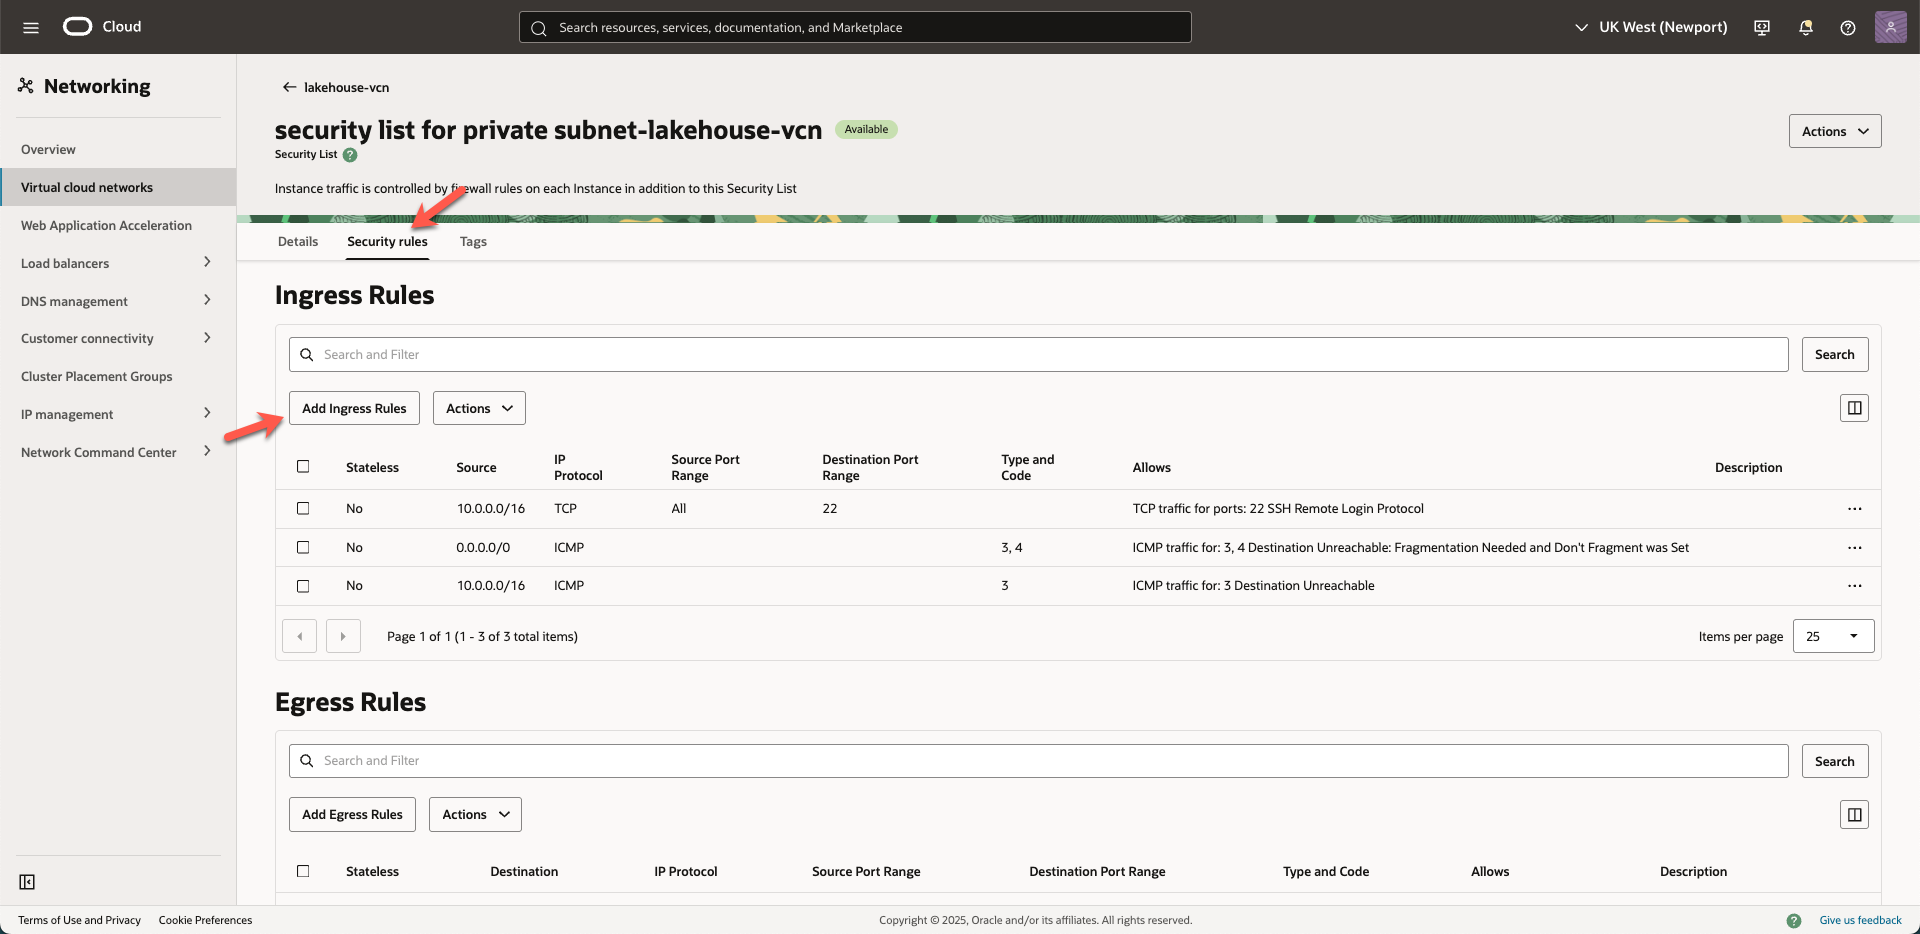 Cloud
Search resources, services, documentation, and Marketplace
UK West (Newport)
Networking
Overview
Virtual cloud networks
Web Application Acceleration
Load balancers
DNS management
Customer connectivity
Cluster Placement Groups
IP management
Network Command Center
lakehouse-vcn
security list for private subnet-lakehouse-vcn
Available
Actions
Security List ?
Instance traffic is controlled by firewall rules on each Instance in addition to this Security List
Details Security rules Tags
Ingress Rules
Search and Filter
Search
Add Ingress Rules
Actions
Stateless Source IP Protocol Source Port Range Destination Port Range Type and Code Allows Description
No 10.0.0.0/16 TCP All 22 TCP traffic for ports: 22 SSH Remote Login Protocol
No 0.0.0.0/0 ICMP 3, 4 ICMP traffic for: 3, 4 Destination Unreachable: Fragmentation Needed and Don't Fragment was Set
No 10.0.0.0/16 ICMP 3 ICMP traffic for: 3 Destination Unreachable
Page 1 of 1 (1 - 3 of 3 total items)
Items per page 25
Egress Rules
Search and Filter
Search
Add Egress Rules
Actions
Stateless Destination IP Protocol Source Port Range Destination Port Range Type and Code Allows Description
Terms of Use and Privacy Cookie Preferences
Copyright © 2025, Oracle and/or its affiliates. All rights reserved.
? Give us feedback